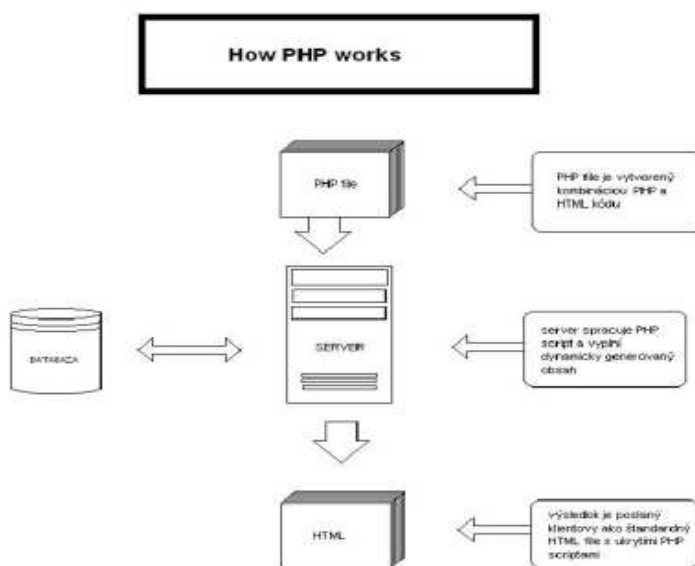 How PHP works
PHP file
PHP file je vytvorený
kombináciou PHP a
HTML kódu
DATABAZA
SERVER
server spracuje PHP
script a vyplní
dynamicky generovaný
obsah
HTML
výsledok je poslaný
klientovy ako štandardný
HTML file s ukrytími PHP
scriptami